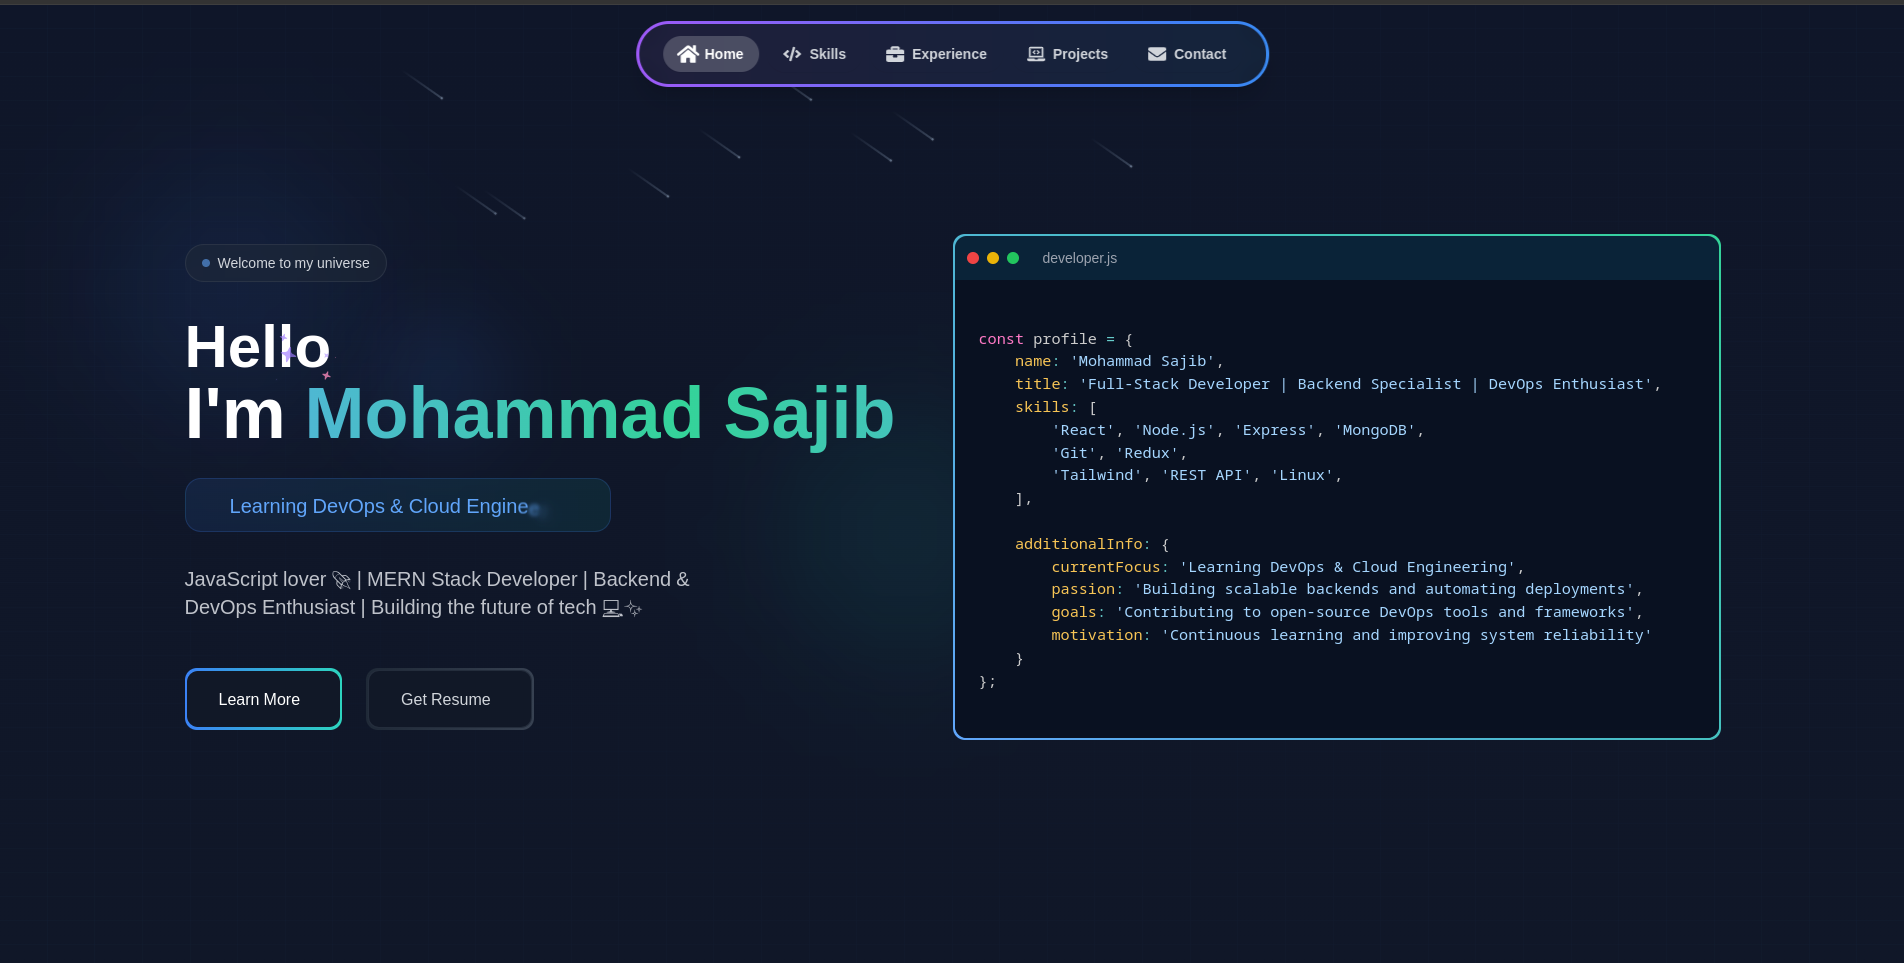 Home Skills Experience Projects Contact
Welcome to my universe
Hello
I'm Mohammad Sajib
Learning DevOps & Cloud Engine
JavaScript lover 🚀 | MERN Stack Developer | Backend &
DevOps Enthusiast | Building the future of tech 💻✨
Learn More
Get Resume
developer.js
const profile = {
    name: 'Mohammad Sajib',
    title: 'Full-Stack Developer | Backend Specialist | DevOps Enthusiast',
    skills: [
        'React', 'Node.js', 'Express', 'MongoDB',
        'Git', 'Redux',
        'Tailwind', 'REST API', 'Linux',
    ],
    additionalInfo: {
        currentFocus: 'Learning DevOps & Cloud Engineering',
        passion: 'Building scalable backends and automating deployments',
        goals: 'Contributing to open-source DevOps tools and frameworks',
        motivation: 'Continuous learning and improving system reliability'
    }
};